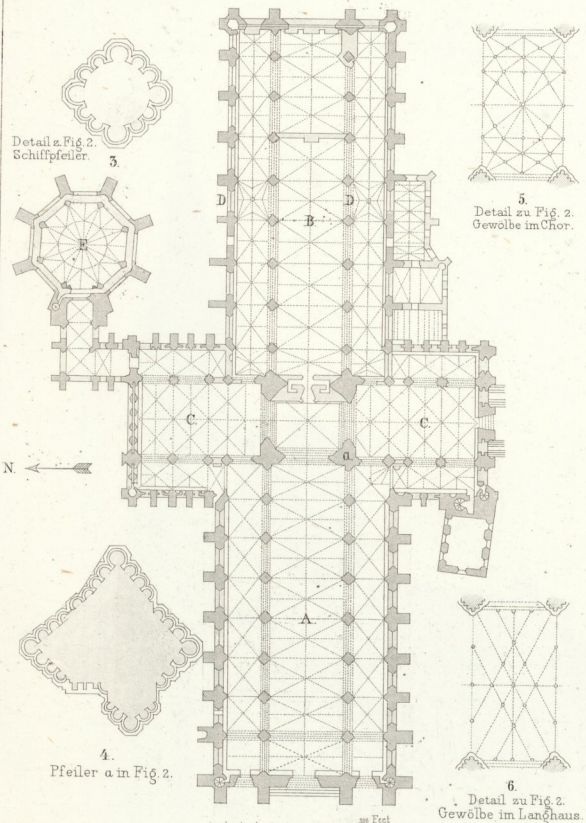 Detail z. Fig. 2.
Schiffpfeiler.
3.
5.
Detail zu Fig. 2.
Gewölbe im Chor.
E
D
B
D
C.
C.
N.
a
A
4.
Pfeiler a in Fig. 2.
6.
Detail zu Fig. 2.
Gewölbe im Langhaus.
Feet